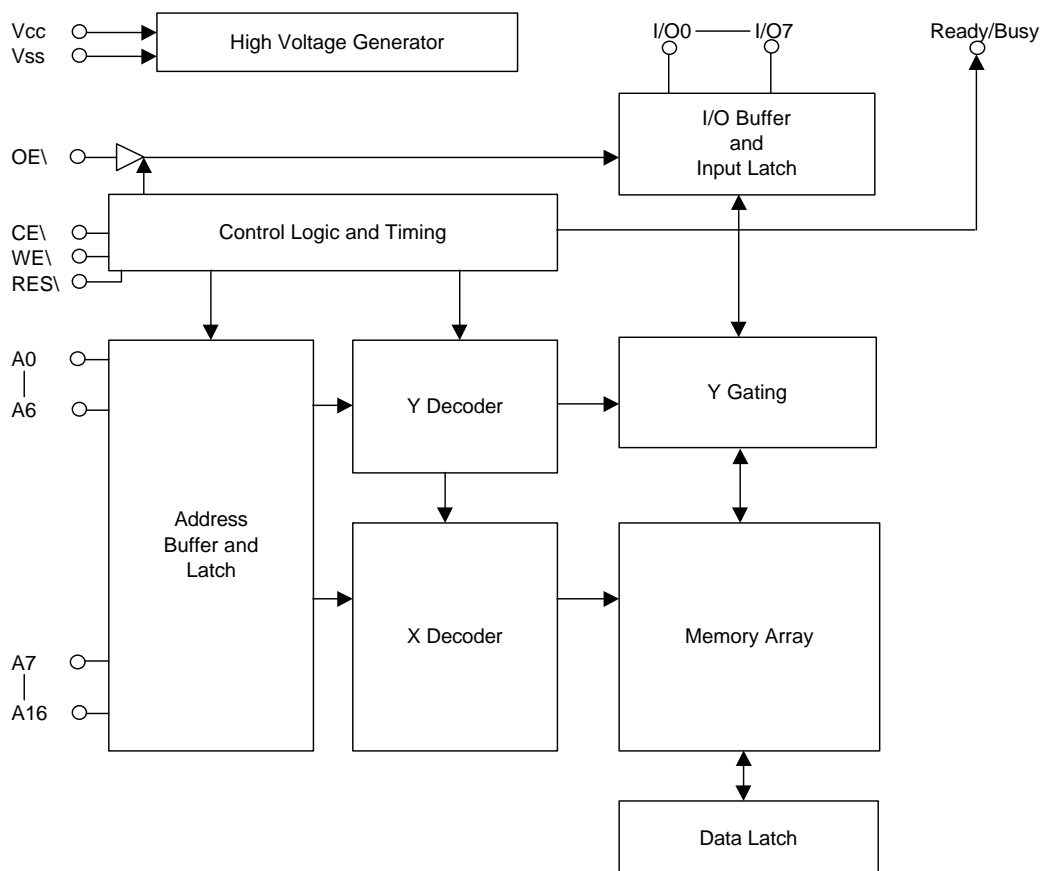 Vcc
High Voltage Generator
Vss
I/O0
I/O7
Ready/Busy
I/O Buffer
and
Input Latch
OE\
CE\
Control Logic and Timing
WE\
RES\
A0
A6
Y Decoder
Y Gating
Address
Buffer and
Latch
X Decoder
Memory Array
A7
A16
Data Latch